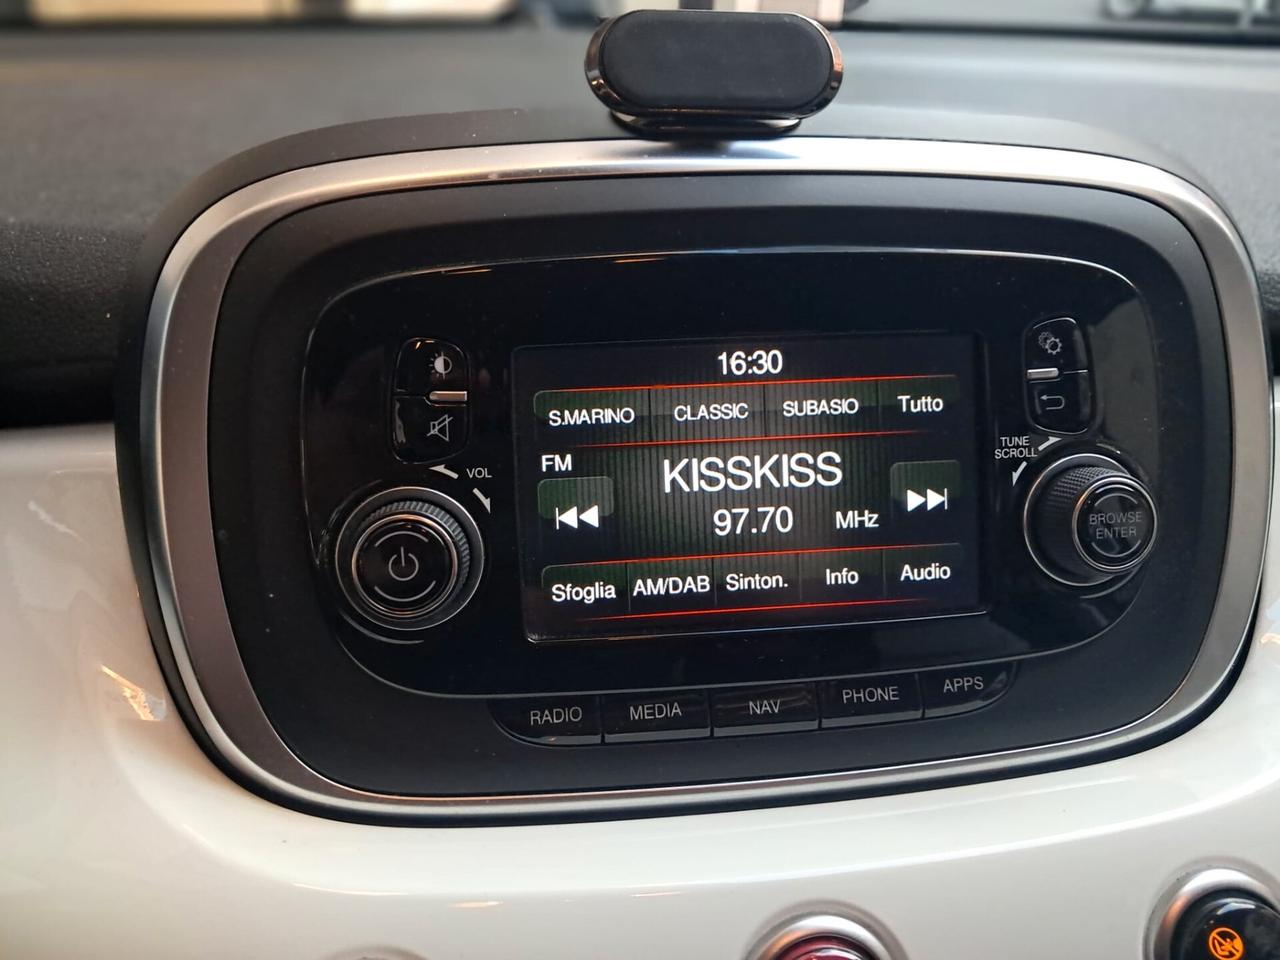 16:30
S.MARINO CLASSIC SUBASIO Tutto
FM
KISSKISS
97.70 MHz
Sfoglia AM/DAB Sinton. Info Audio
VOL
TUNE
SCROLL
BROWSE
ENTER
RADIO MEDIA NAV PHONE APPS